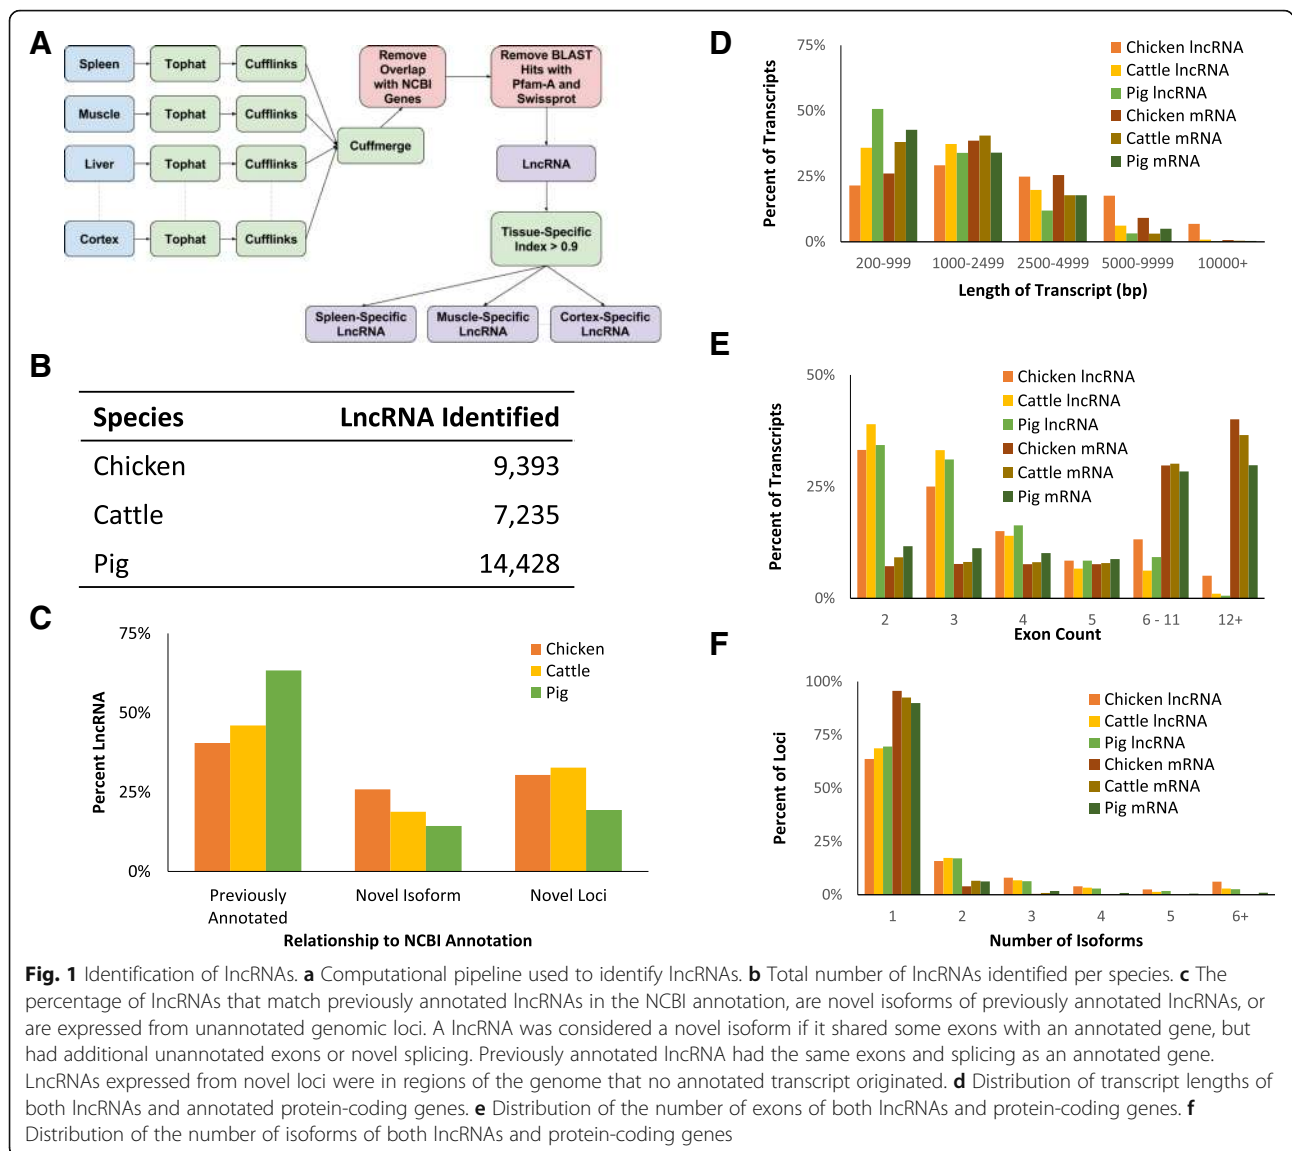 A
Spleen
Tophat
Cufflinks
Muscle
Tophat
Cufflinks
Liver
Tophat
Cufflinks
Cortex
Tophat
Cufflinks
Cuffmerge
Remove
Overlap
with NCBI
Genes
Remove BLAST
Hits with
Pfam-A and
Swissprot
LncRNA
Tissue-Specific
Index > 0.9
Spleen-Specific
LncRNA
Muscle-Specific
LncRNA
Cortex-Specific
LncRNA
B
Species LncRNA Identified
Chicken 9,393
Cattle 7,235
Pig 14,428
C
75%
50%
25%
0%
Percent LncRNA
Chicken
Cattle
Pig
Previously
Annotated
Novel Isoform
Novel Loci
Relationship to NCBI Annotation
D
75%
50%
25%
0%
Percent of Transcripts
Chicken lncRNA
Cattle lncRNA
Pig lncRNA
Chicken mRNA
Cattle mRNA
Pig mRNA
200-999 1000-2499 2500-4999 5000-9999 10000+
Length of Transcript (bp)
E
50%
25%
0%
Percent of Transcripts
Chicken lncRNA
Cattle lncRNA
Pig lncRNA
Chicken mRNA
Cattle mRNA
Pig mRNA
2 3 4 5 6 - 11 12+
Exon Count
F
100%
75%
50%
25%
0%
Percent of Loci
Chicken lncRNA
Cattle lncRNA
Pig lncRNA
Chicken mRNA
Cattle mRNA
Pig mRNA
1 2 3 4 5 6+
Number of Isoforms
Fig. 1 Identification of lncRNAs. a Computational pipeline used to identify lncRNAs. b Total number of lncRNAs identified per species. c The
percentage of lncRNAs that match previously annotated lncRNAs in the NCBI annotation, are novel isoforms of previously annotated lncRNAs, or
are expressed from unannotated genomic loci. A lncRNA was considered a novel isoform if it shared some exons with an annotated gene, but
had additional unannotated exons or novel splicing. Previously annotated lncRNA had the same exons and splicing as an annotated gene.
LncRNAs expressed from novel loci were in regions of the genome that no annotated transcript originated. d Distribution of transcript lengths of
both lncRNAs and annotated protein-coding genes. e Distribution of the number of exons of both lncRNAs and protein-coding genes. f
Distribution of the number of isoforms of both lncRNAs and protein-coding genes